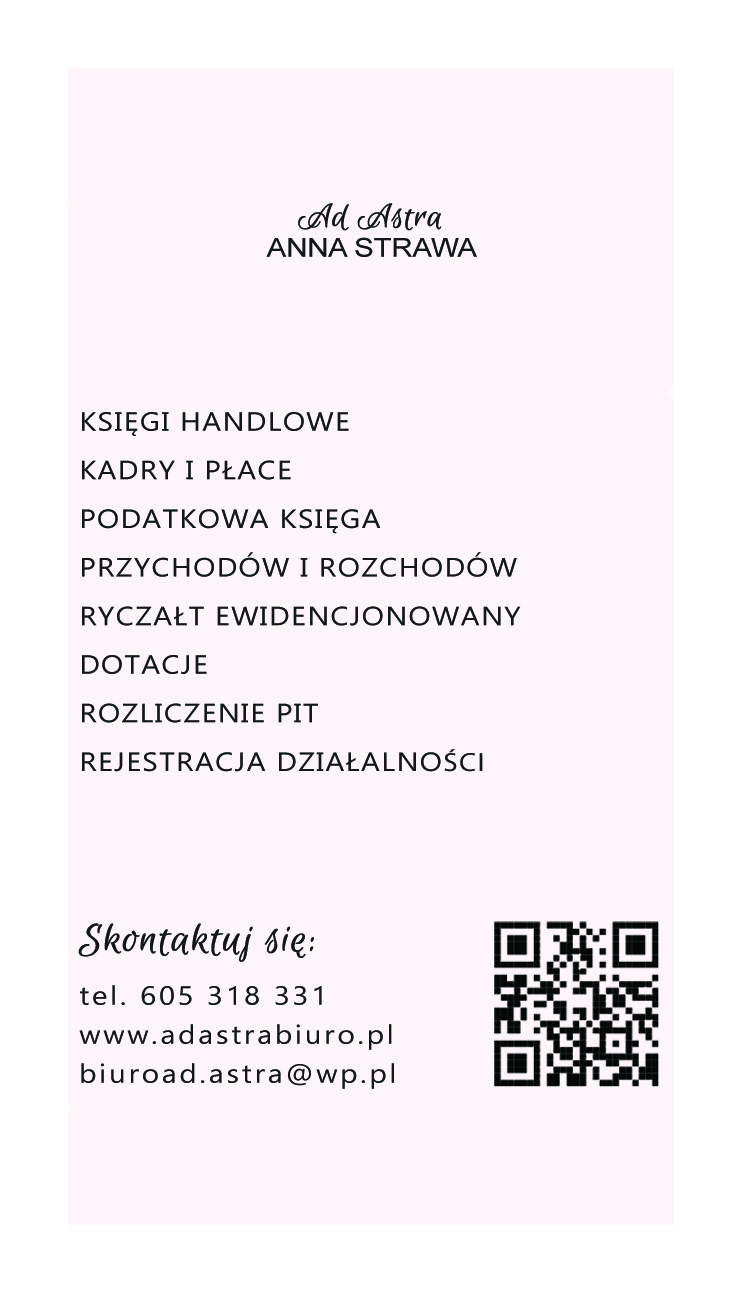 Ad Astra
ANNA STRAWA
KSIĘGI HANDLOWE
KADRY I PŁACE
PODATKOWA KSIĘGA
PRZYCHODÓW I ROZCHODÓW
RYCZAŁT EWIDENCJONOWANY
DOTACJE
ROZLICZENIE PIT
REJESTRACJA DZIAŁALNOŚCI
Skontaktuj się:
tel. 605 318 331
www.adastrabiuro.pl
biuroad.astra@wp.pl